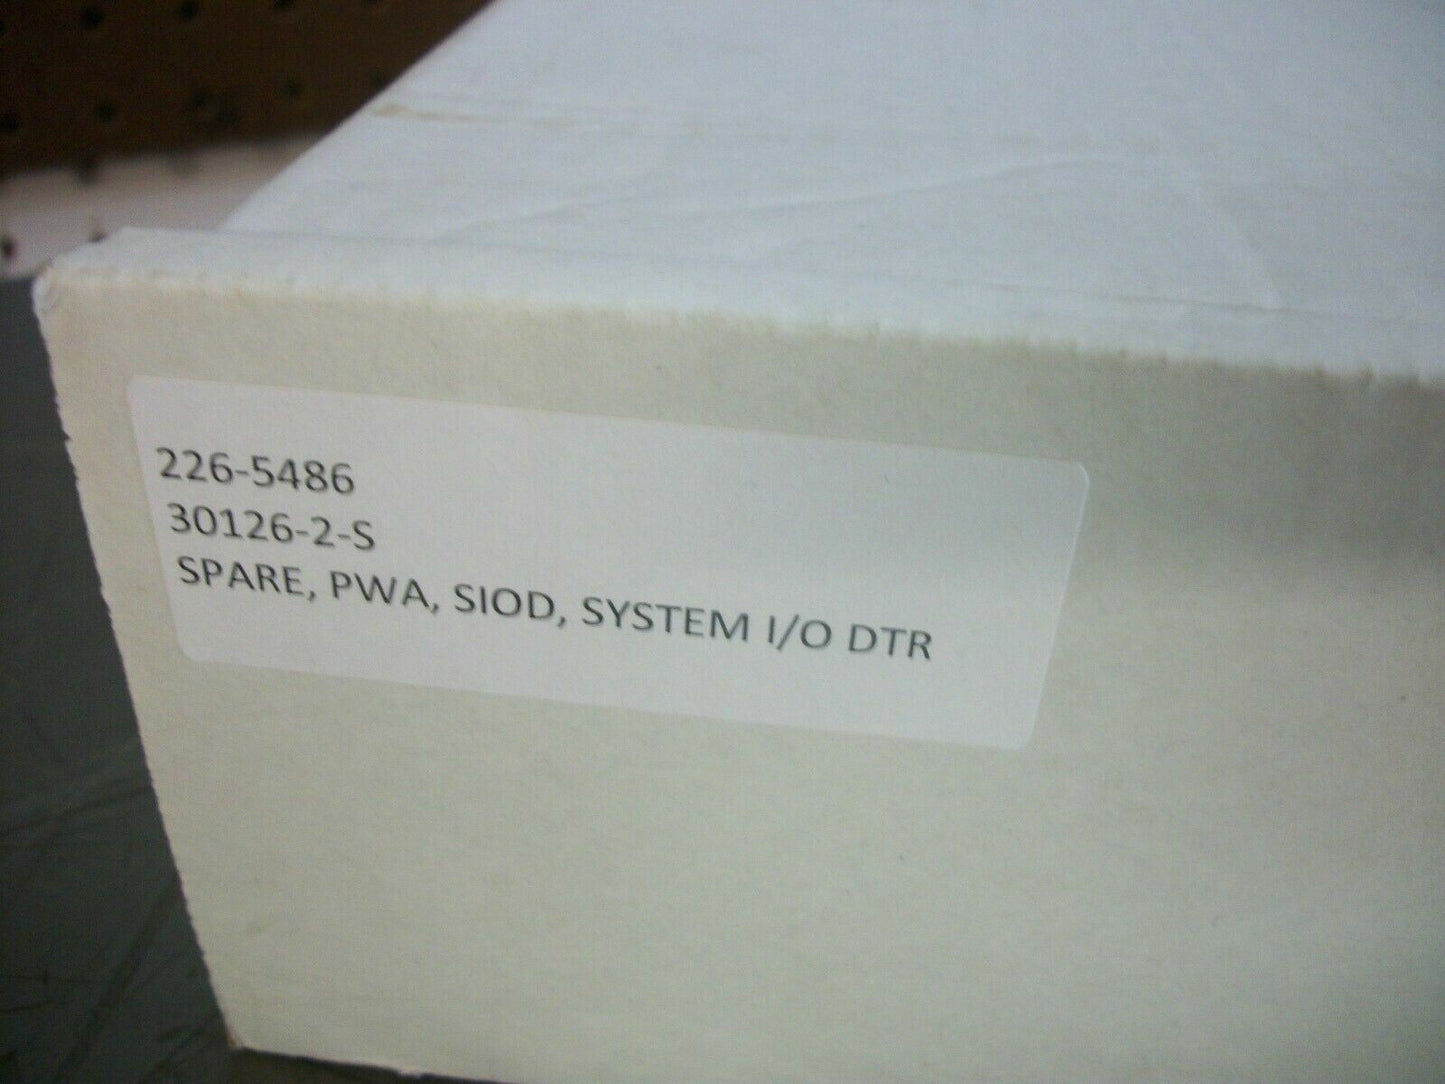 226-5486
30126-2-S
SPARE, PWA, SIOD, SYSTEM I/O DTR